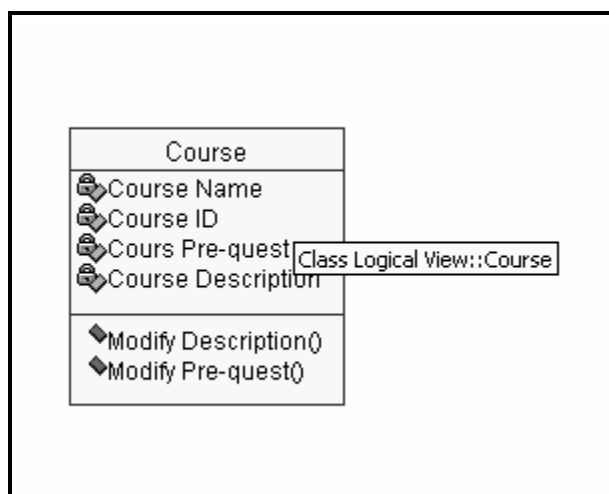 Course
Course Name
Course ID
Cours Pre-quest
Class Logical View::Course
Course Description
Modify Description()
Modify Pre-quest()